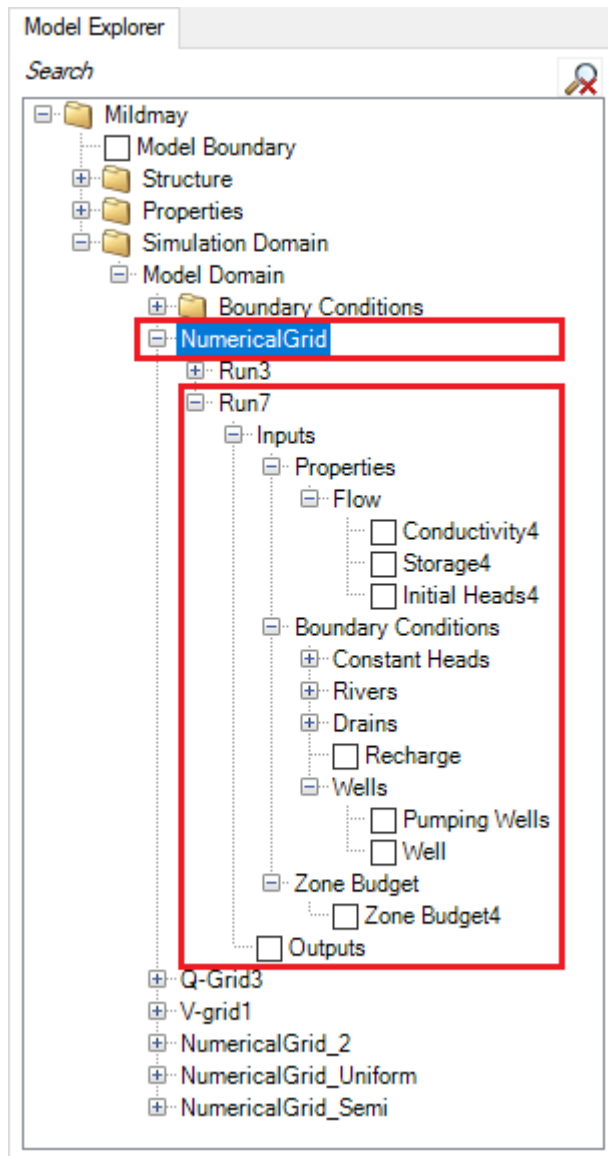 Model Explorer
Search
Mildmay
Model Boundary
Structure
Properties
Simulation Domain
Model Domain
Boundary Conditions
NumericalGrid
Run3
Run7
Inputs
Properties
Flow
Conductivity4
Storage4
Initial Heads4
Boundary Conditions
Constant Heads
Rivers
Drains
Recharge
Wells
Pumping Wells
Well
Zone Budget
Zone Budget4
Outputs
Q-Grid3
V-grid1
NumericalGrid_2
NumericalGrid_Uniform
NumericalGrid_Semi